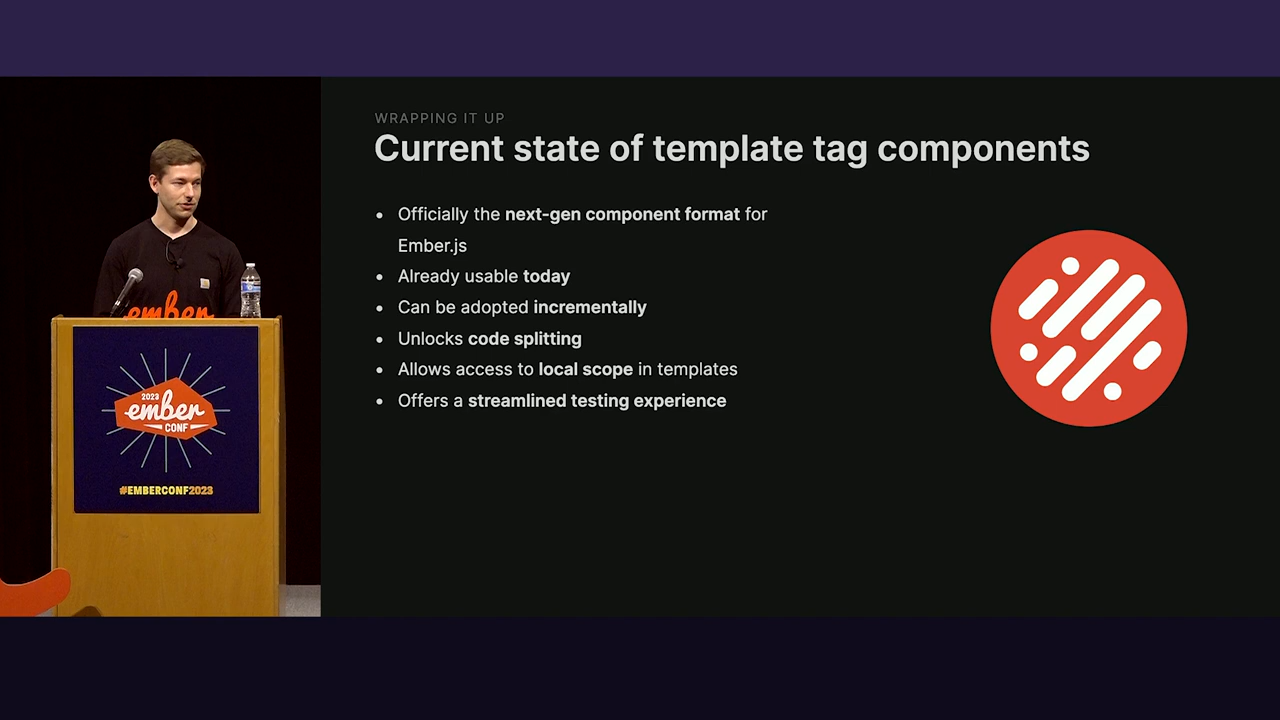 WRAPPING IT UP
Current state of template tag components
• Officially the next-gen component format for
Ember.js
• Already usable today
• Can be adopted incrementally
• Unlocks code splitting
• Allows access to local scope in templates
• Offers a streamlined testing experience
ember
2023
ember
CONF
#EMBERCONF2023